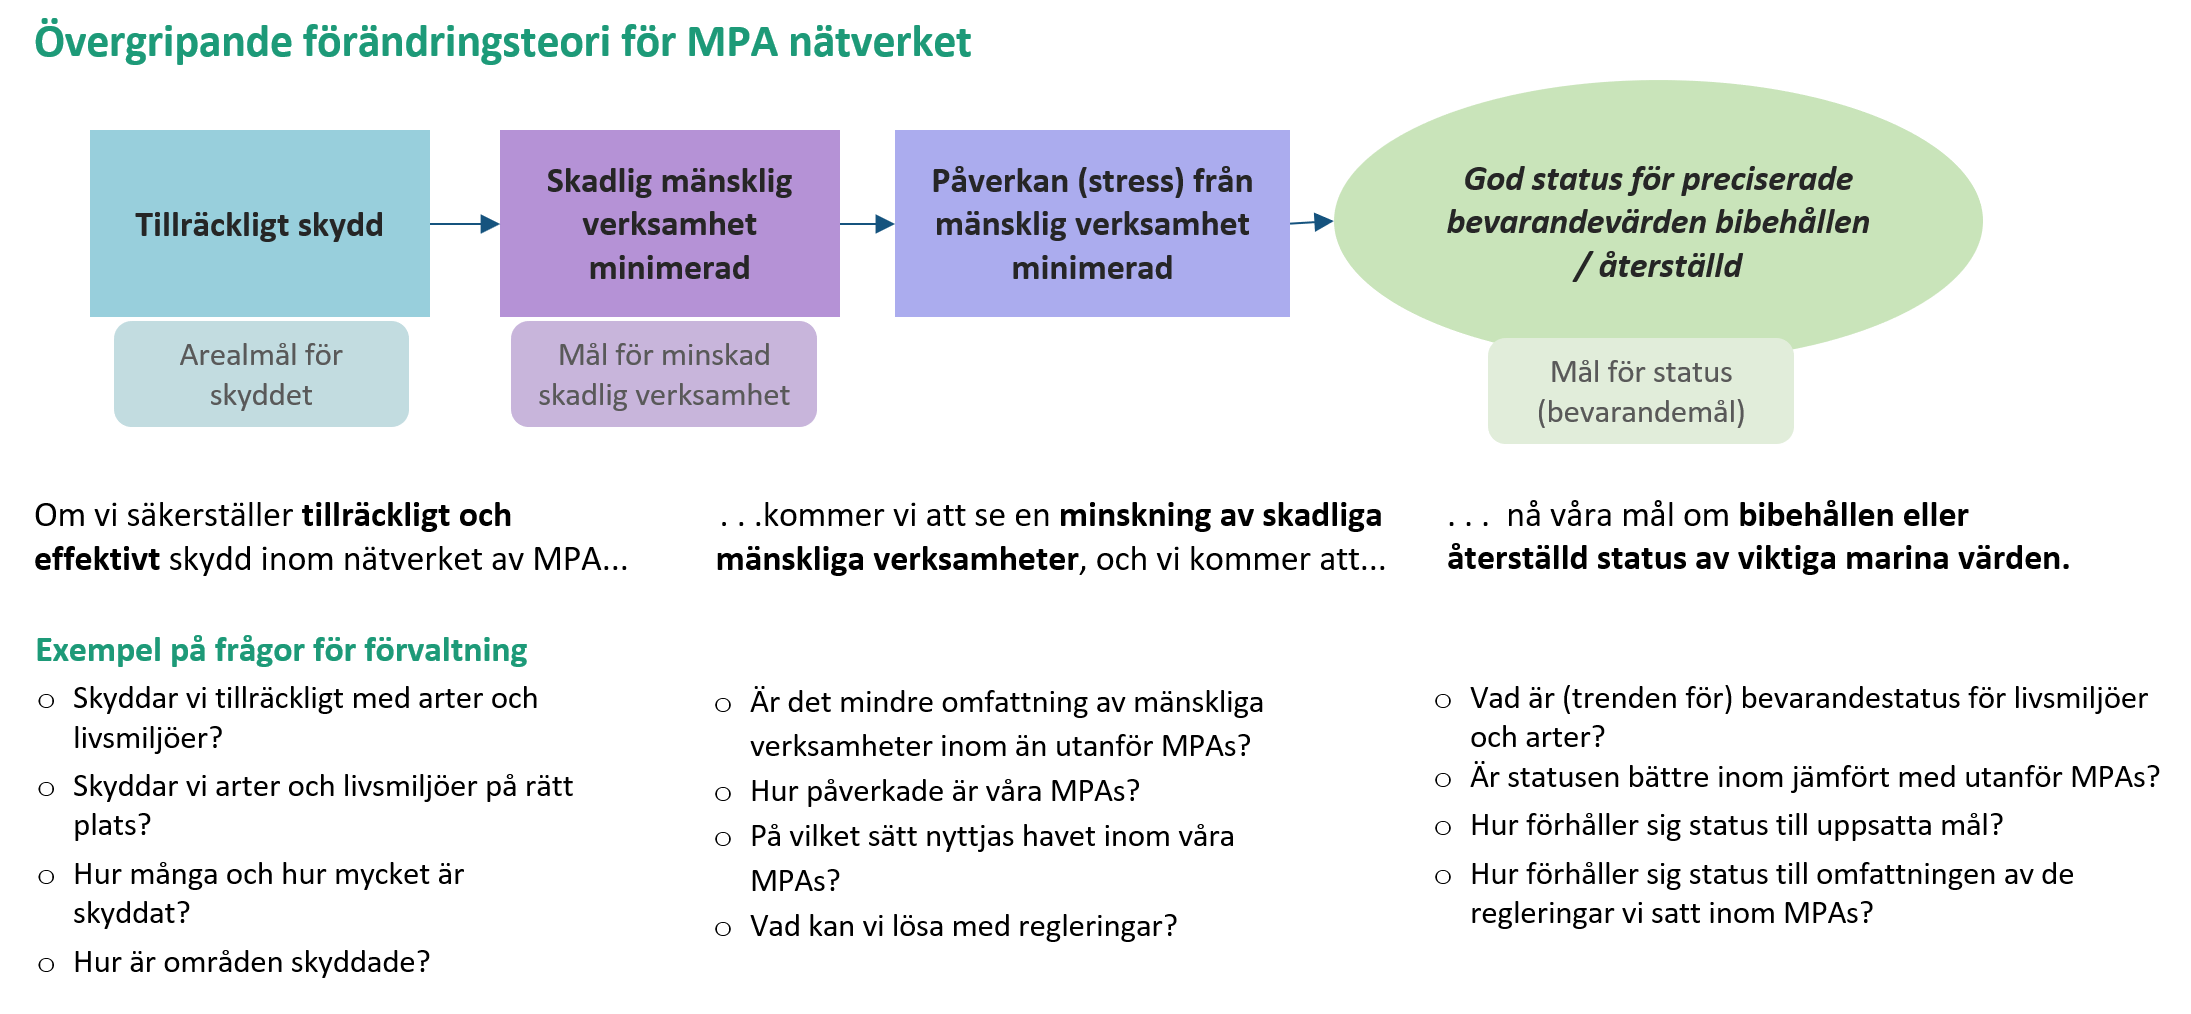 Övergripande förändringsteori för MPA nätverket
Tillräckligt skydd
Skadlig mänsklig
verksamhet
minimerad
Påverkan (stress) från
mänsklig verksamhet
minimerad
God status för preciserade
bevarandevärden bibehållen
/ återställd
Arealmål för
skyddet
Mål för minskad
skadlig verksamhet
Mål för status
(bevarandemål)
Om vi säkerställer tillräckligt och
effektivt skydd inom nätverket av MPA...
. . .kommer vi att se en minskning av skadliga
mänskliga verksamheter, och vi kommer att...
. . . nå våra mål om bibehållen eller
återställd status av viktiga marina värden.
Exempel på frågor för förvaltning
o Skyddar vi tillräckligt med arter och
livsmiljöer?
o Skyddar vi arter och livsmiljöer på rätt
plats?
o Hur många och hur mycket är
skyddat?
o Hur är områden skyddade?
o Är det mindre omfattning av mänskliga
verksamheter inom än utanför MPAs?
o Hur påverkade är våra MPAs?
o På vilket sätt nyttjas havet inom våra
MPAs?
o Vad kan vi lösa med regleringar?
o Vad är (trenden för) bevarandestatus för livsmiljöer
och arter?
o Är statusen bättre inom jämfört med utanför MPAs?
o Hur förhåller sig status till uppsatta mål?
o Hur förhåller sig status till omfattningen av de
regleringar vi satt inom MPAs?